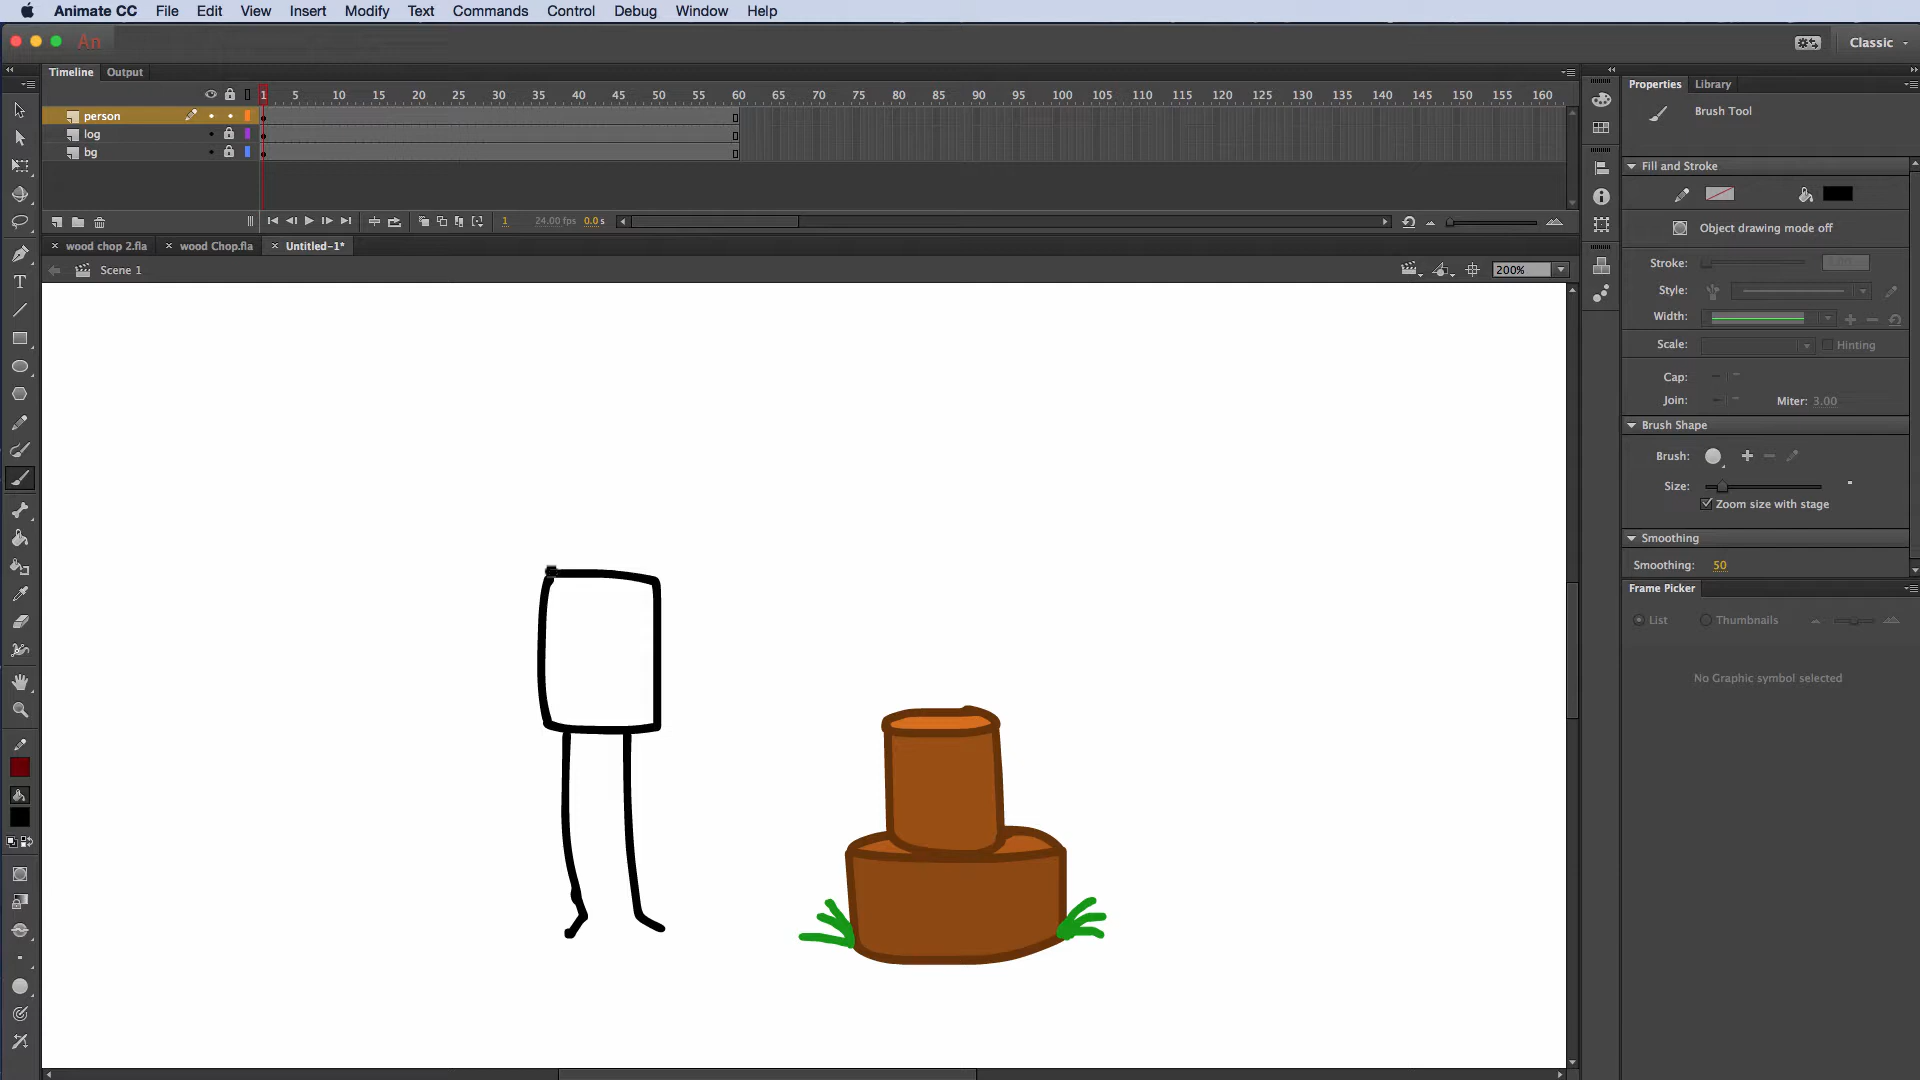 Animate CC File Edit View Insert Modify Text Commands Control Debug Window Help
An Classic
Timeline Output
1 5 10 15 20 25 30 35 40 45 50 55 60 65 70 75 80 85 90 95 100 105 110 115 120 125 130 135 140 145 150 155 160
person
log
bg
1 24.00 fps 0.0 s
wood chop 2.fla wood Chop.fla Untitled-1*
Scene 1 200%
Properties Library
Brush Tool
Fill and Stroke
Object drawing mode off
Stroke:
Style:
Width:
Scale: Hinting
Cap:
Join: Miter: 3.00
Brush Shape
Brush:
Size:
Zoom size with stage
Smoothing
Smoothing: 50
Frame Picker
List Thumbnails
No Graphic symbol selected